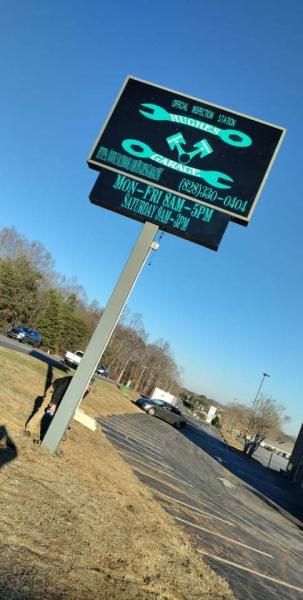 OFFICIAL INSPECTION STATION
HUGHES
GARAGE
(828)330-0404
MON-FRI 8AM-5PM
SATURDAY 9AM-3PM